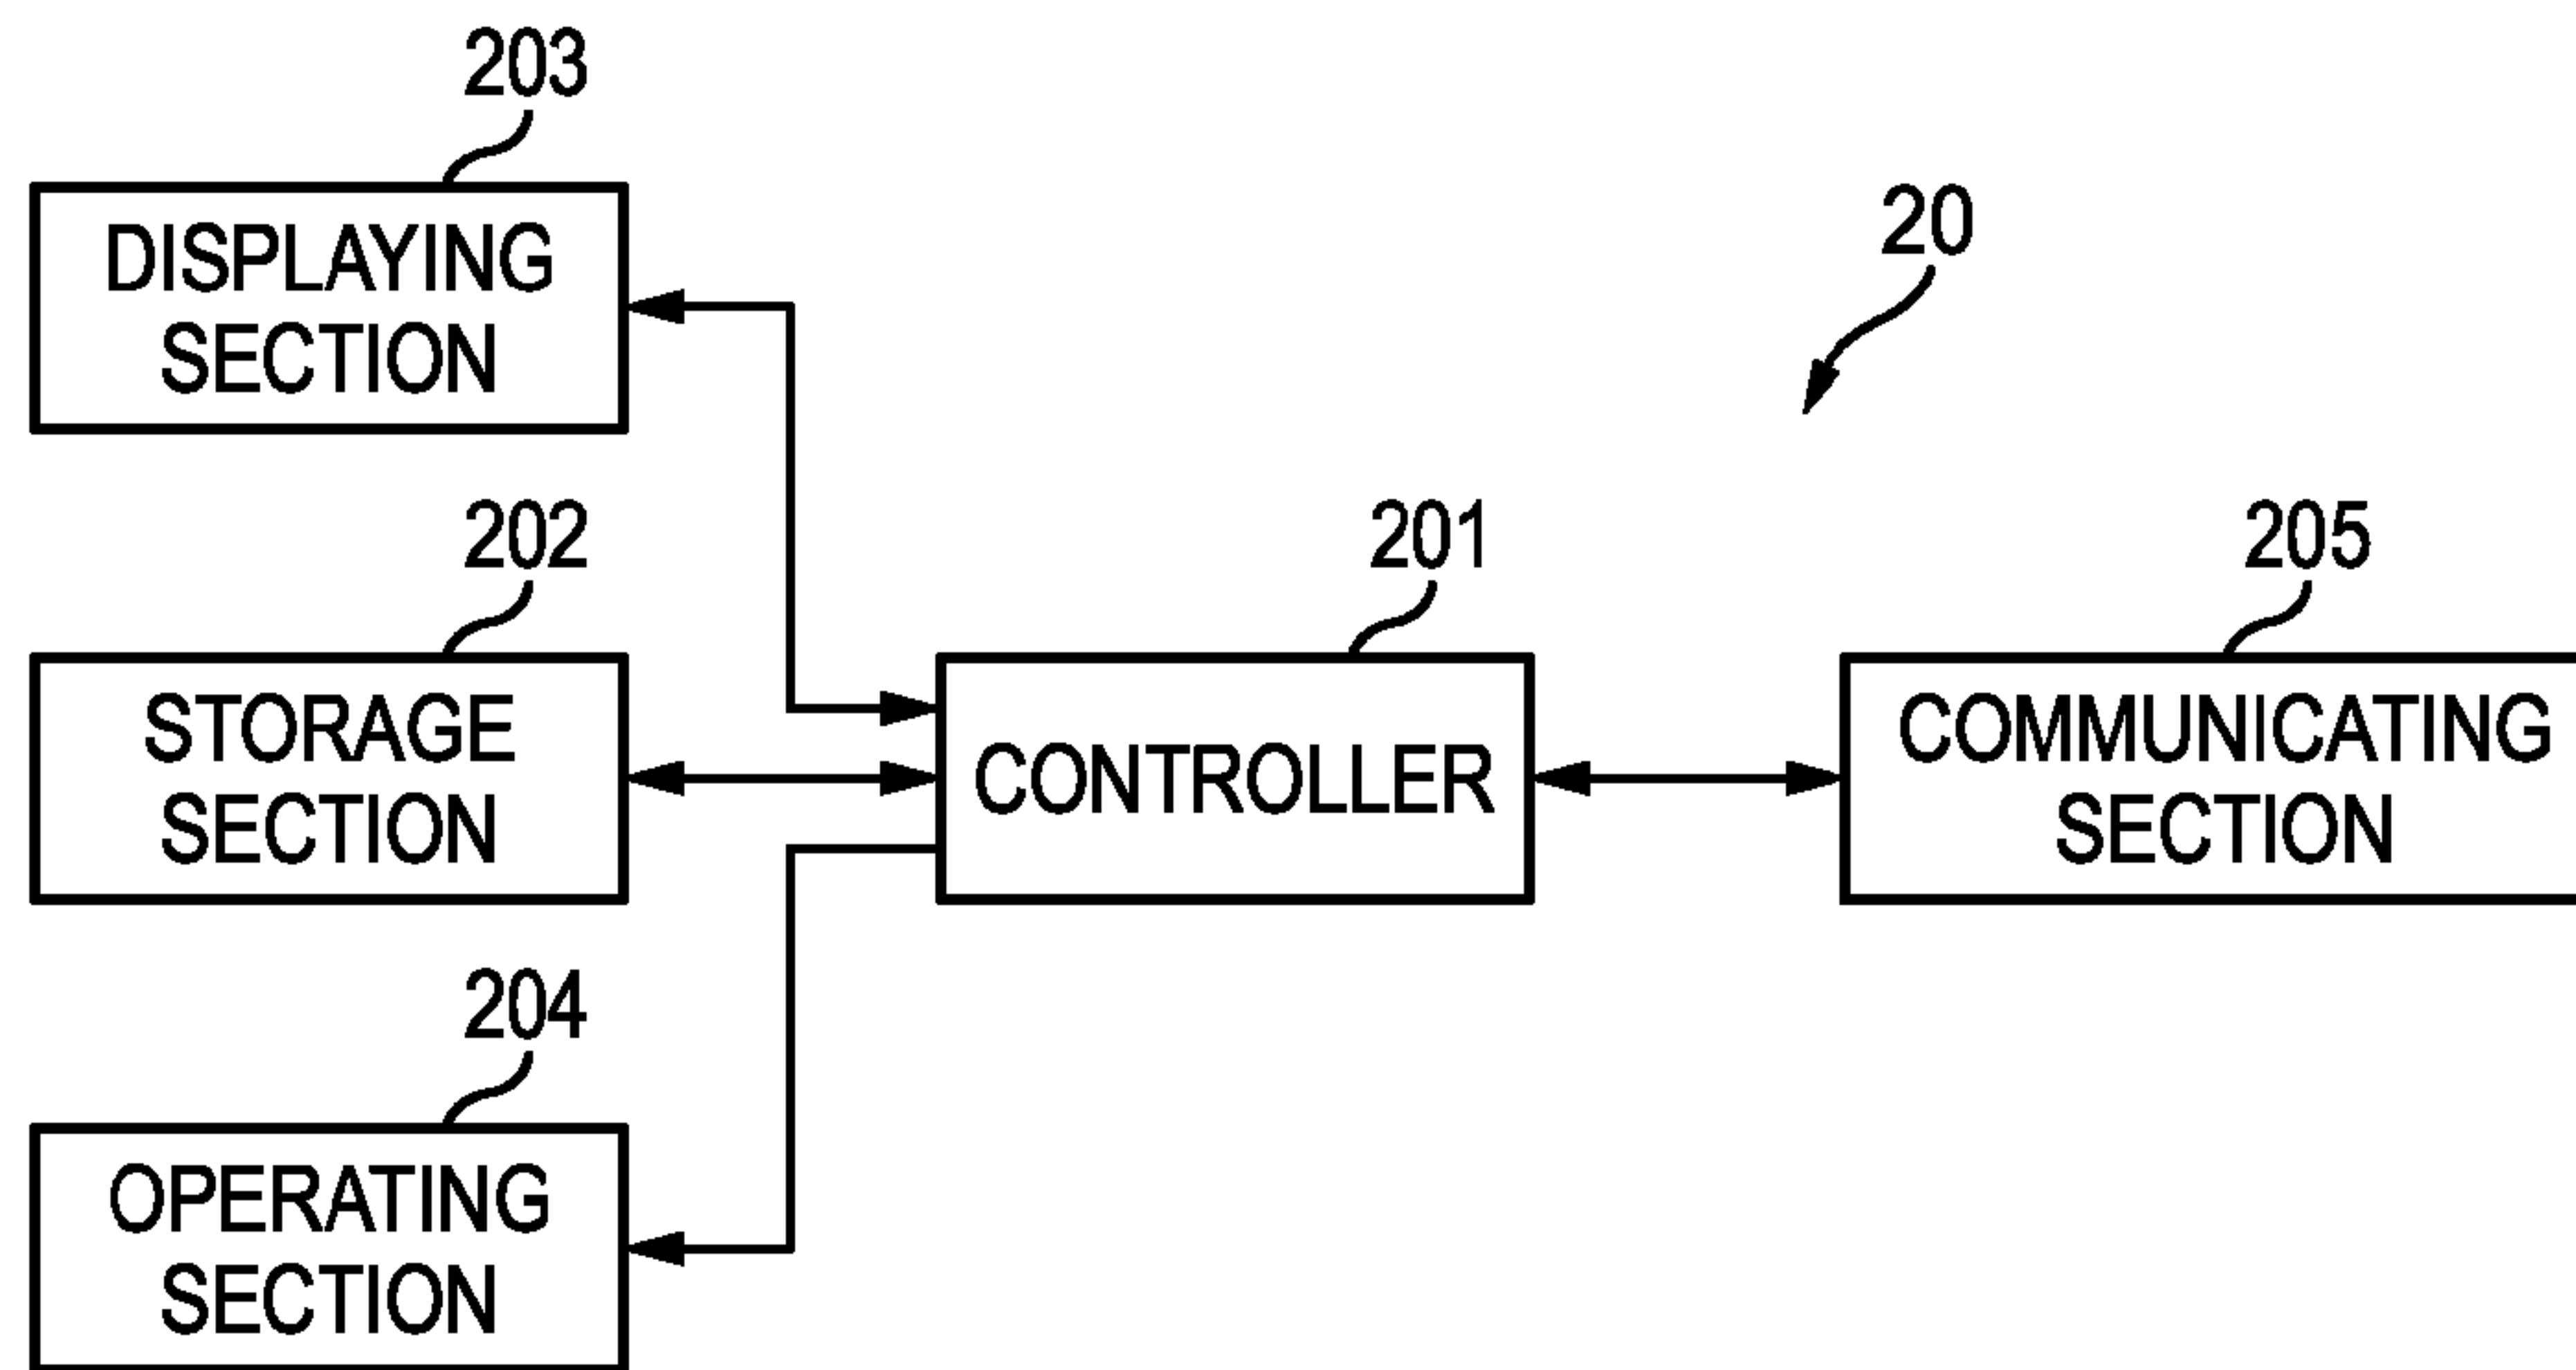 203
DISPLAYING
SECTION
20
202
STORAGE
SECTION
201
CONTROLLER
205
COMMUNICATING
SECTION
204
OPERATING
SECTION